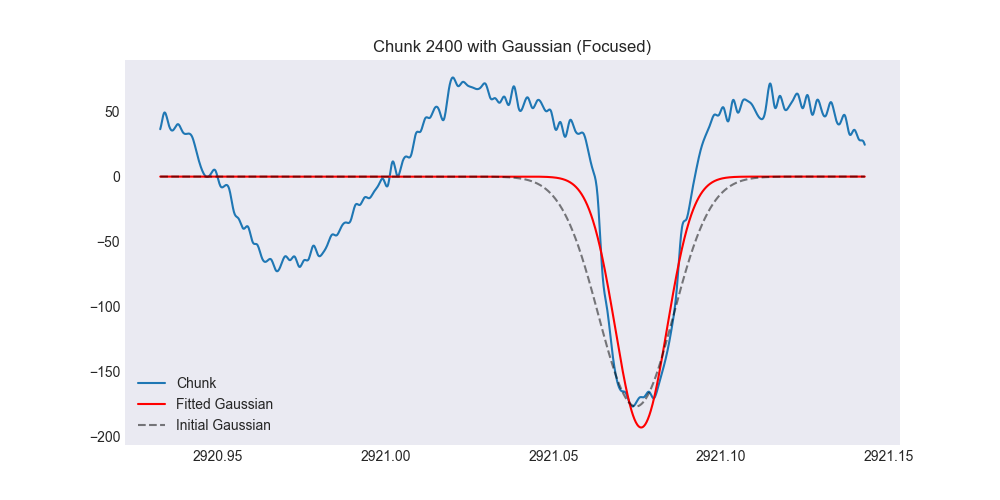 Chunk 2400 with Gaussian (Focused)
50
0
−50
−100
−150
−200
Chunk
Fitted Gaussian
Initial Gaussian
2920.95 2921.00 2921.05 2921.10 2921.15